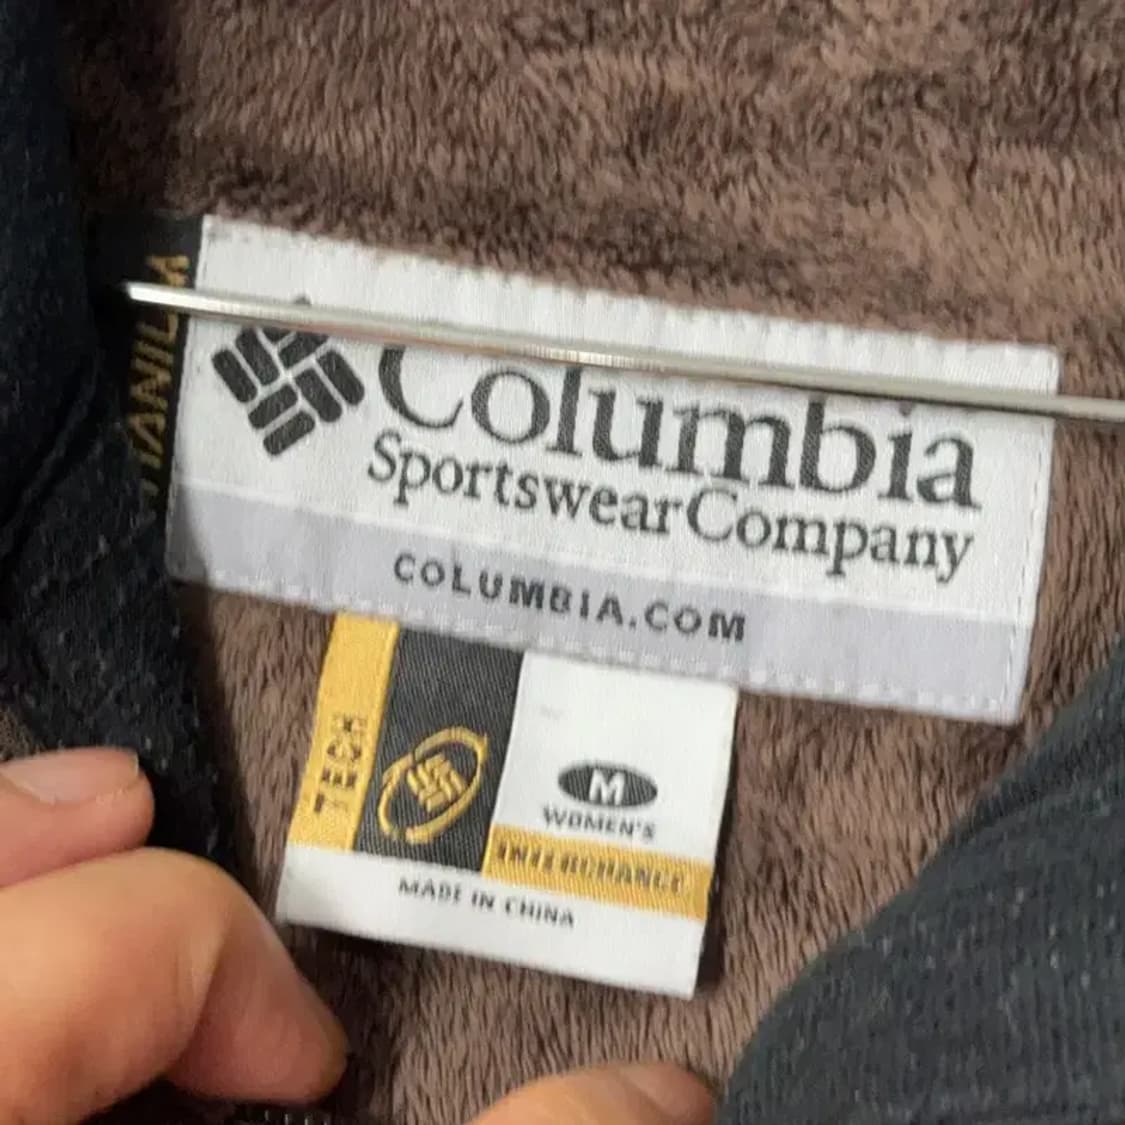 Columbia
Sportswear Company
COLUMBIA.COM
TECH
M
WOMEN'S
INTERCHANGE
MADE IN CHINA